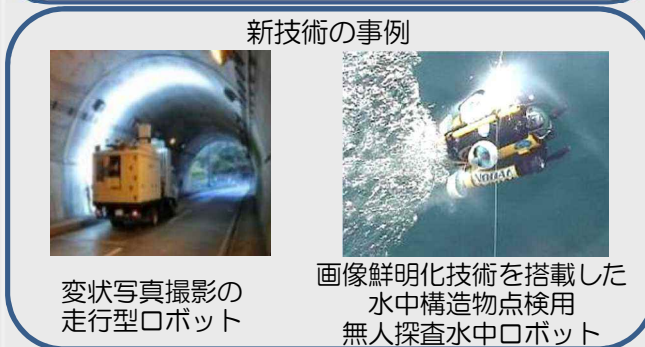 新技術の事例
変状写真撮影の
走行型ロボット
画像鮮明化技術を搭載した
水中構造物点検用
無人探査水中ロボット